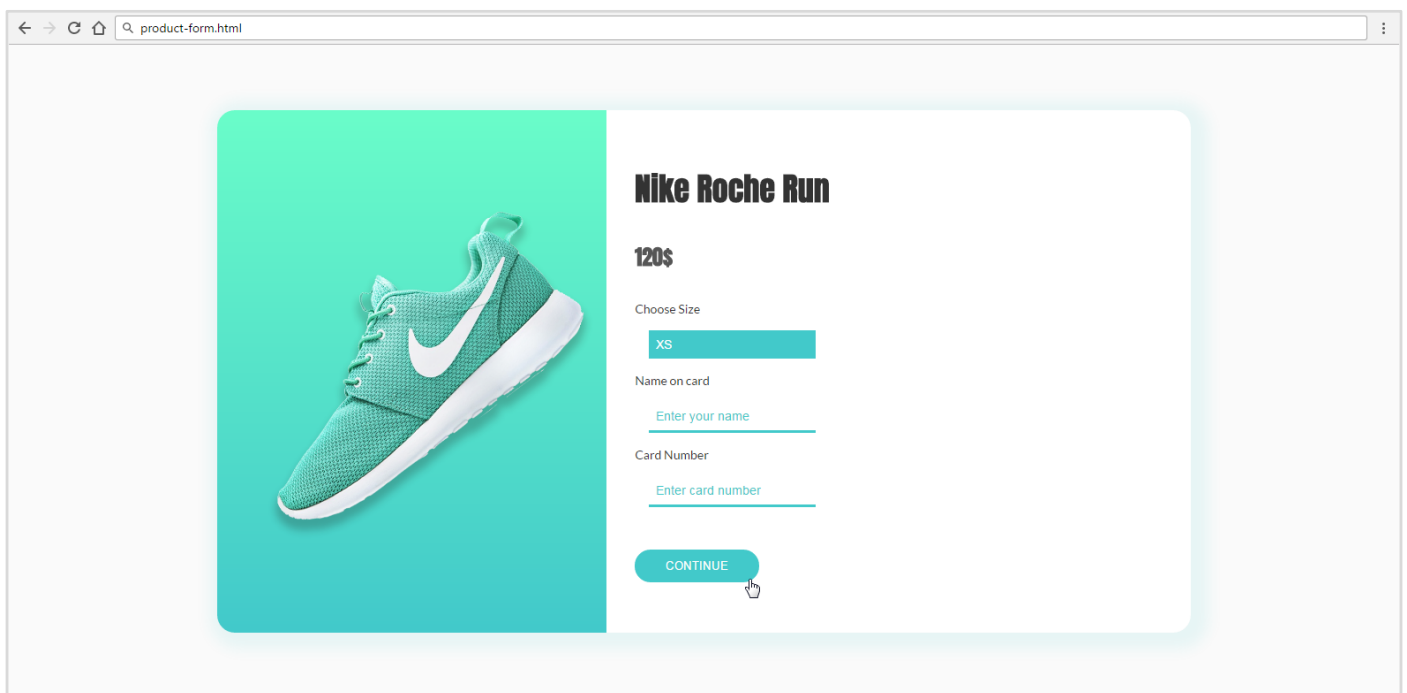 product-form.html
Nike Roche Run
120$
Choose Size
XS
Name on card
Enter your name
Card Number
Enter card number
CONTINUE